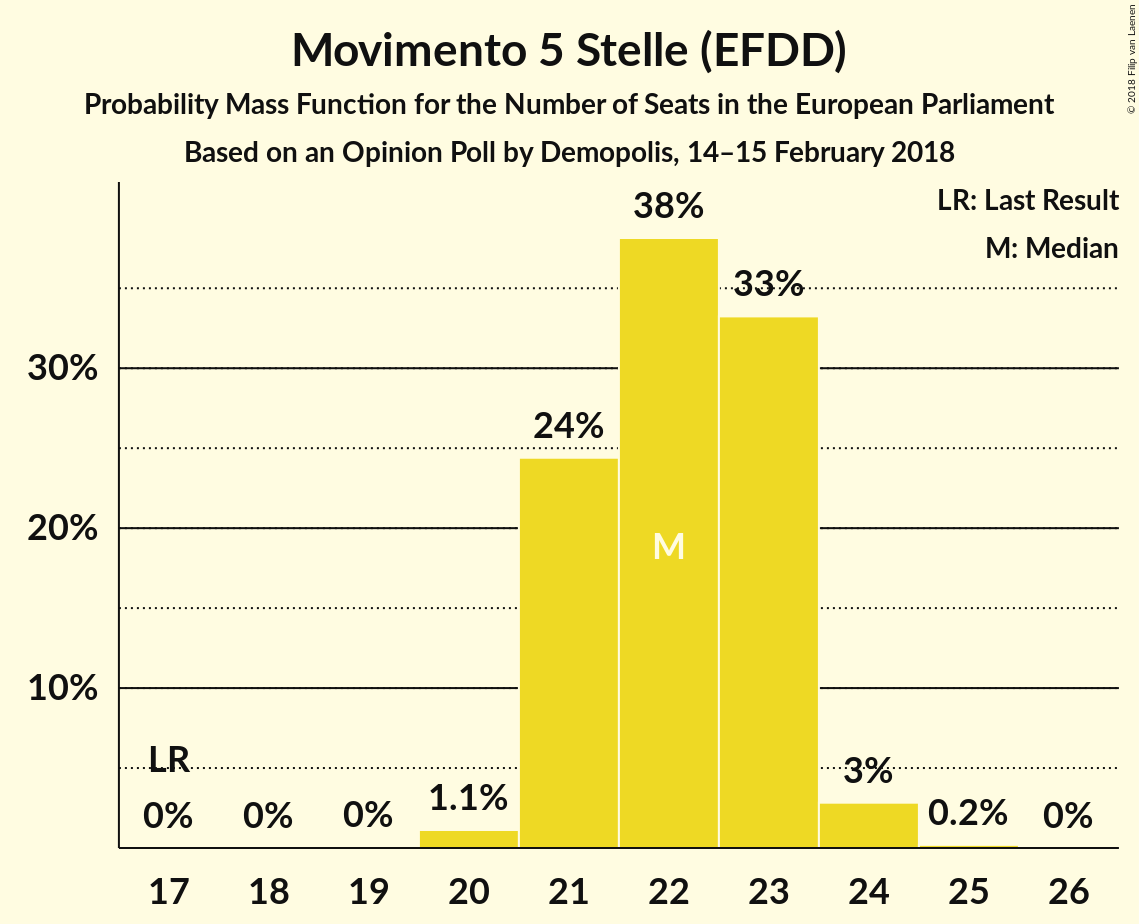 Movimento 5 Stelle (EFDD)
Probability Mass Function for the Number of Seats in the European Parliament
Based on an Opinion Poll by Demopolis, 14–15 February 2018
© 2018 Filip van Laenen
LR: Last Result
M: Median
38%
33%
30%
24%
20%
M
10%
LR
0%
0%
0%
1.1%
3%
0.2%
0%
17 18 19 20 21 22 23 24 25 26